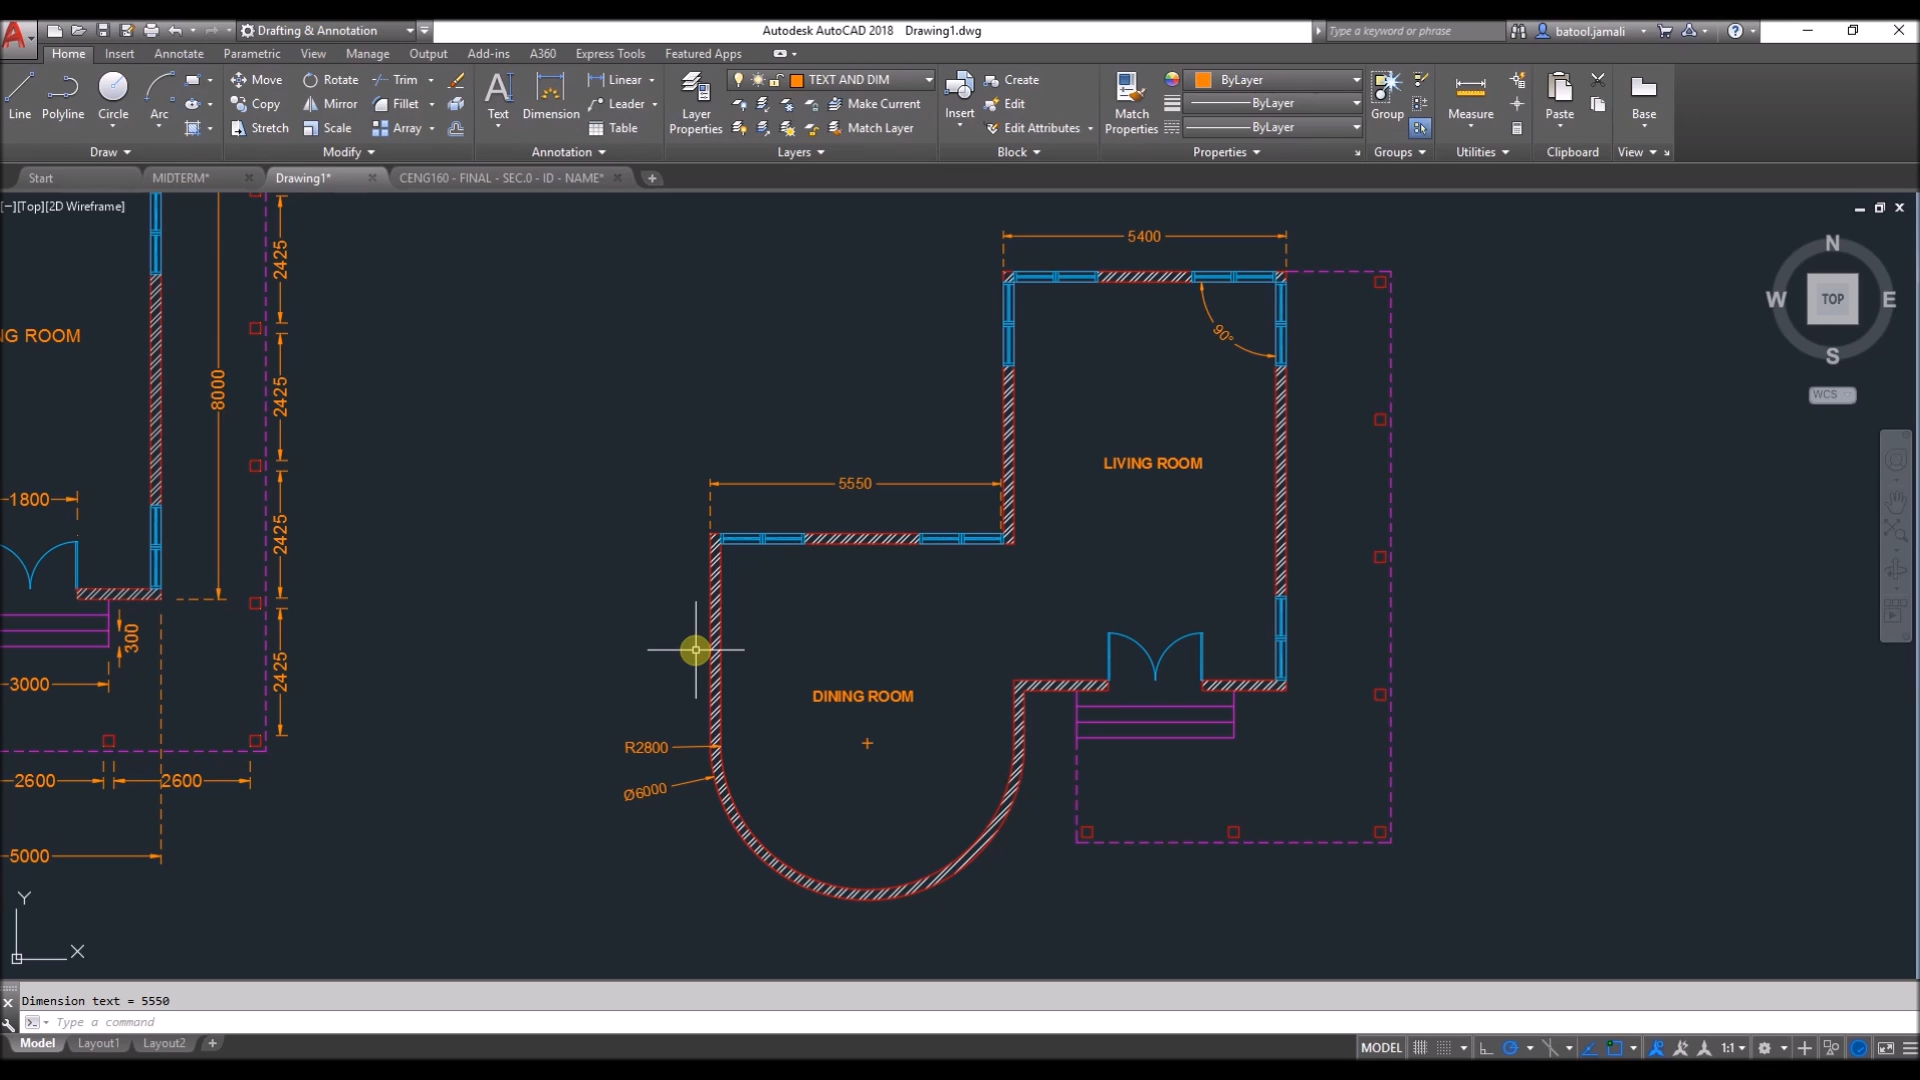 Drafting & Annotation
Autodesk AutoCAD 2018 Drawing1.dwg
Type a keyword or phrase
batool.jamali
Home Insert Annotate Parametric View Manage Output Add-ins A360 Express Tools Featured Apps
Line Polyline Circle Arc
Move Rotate Trim
Copy Mirror Fillet
Stretch Scale Array
Text Dimension
Linear
Leader
Table
Layer Properties
TEXT AND DIM
Make Current
Match Layer
Insert
Create
Edit
Edit Attributes
Match Properties
ByLayer
ByLayer
ByLayer
Group Measure Paste Base
Draw Modify Annotation Layers Block Properties Groups Utilities Clipboard View
Start MIDTERM* Drawing1* CENG160 - FINAL - SEC.0 - ID - NAME*
[−][Top][2D Wireframe]
N
W TOP E
S
WCS
2425
NG ROOM
8000
2425
1800
2425
300
3000
2425
2600 2600
5000
5400
90°
LIVING ROOM
5550
DINING ROOM
R2800
Ø6000
Y
X
Dimension text = 5550
Type a command
Model Layout1 Layout2
MODEL 1:1